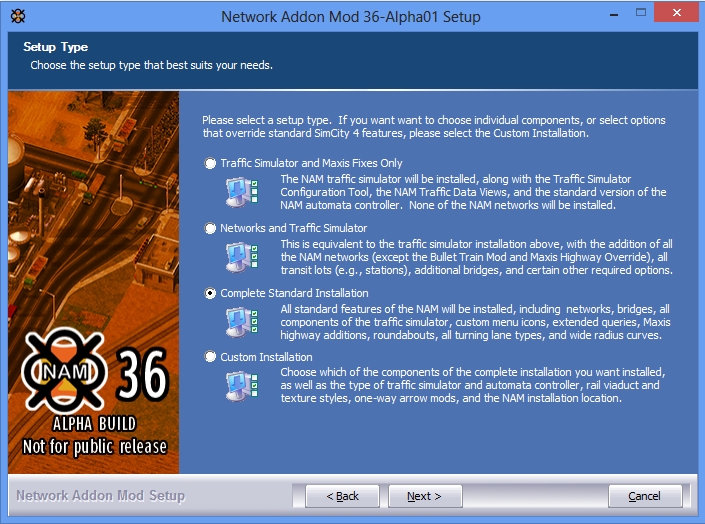 Network Addon Mod 36-Alpha01 Setup
Setup Type
Choose the setup type that best suits your needs.
Please select a setup type. If you want want to choose individual components, or select options
that override standard SimCity 4 features, please select the Custom Installation.
Traffic Simulator and Maxis Fixes Only
The NAM traffic simulator will be installed, along with the Traffic Simulator
Configuration Tool, the NAM Traffic Data Views, and the standard version of the
NAM automata controller. None of the NAM networks will be installed.
Networks and Traffic Simulator
This is equivalent to the traffic simulator installation above, with the addition of all
the NAM networks (except the Bullet Train Mod and Maxis Highway Override), all
transit lots (e.g., stations), additional bridges, and certain other required options.
Complete Standard Installation
All standard features of the NAM will be installed, including networks, bridges, all
components of the traffic simulator, custom menu icons, extended queries, Maxis
highway additions, roundabouts, all turning lane types, and wide radius curves.
Custom Installation
Choose which of the components of the complete installation you want installed,
as well as the type of traffic simulator and automata controller, rail viaduct and
texture styles, one-way arrow mods, and the NAM installation location.
NAM 36
ALPHA BUILD
Not for public release
Network Addon Mod Setup
< Back
Next >
Cancel